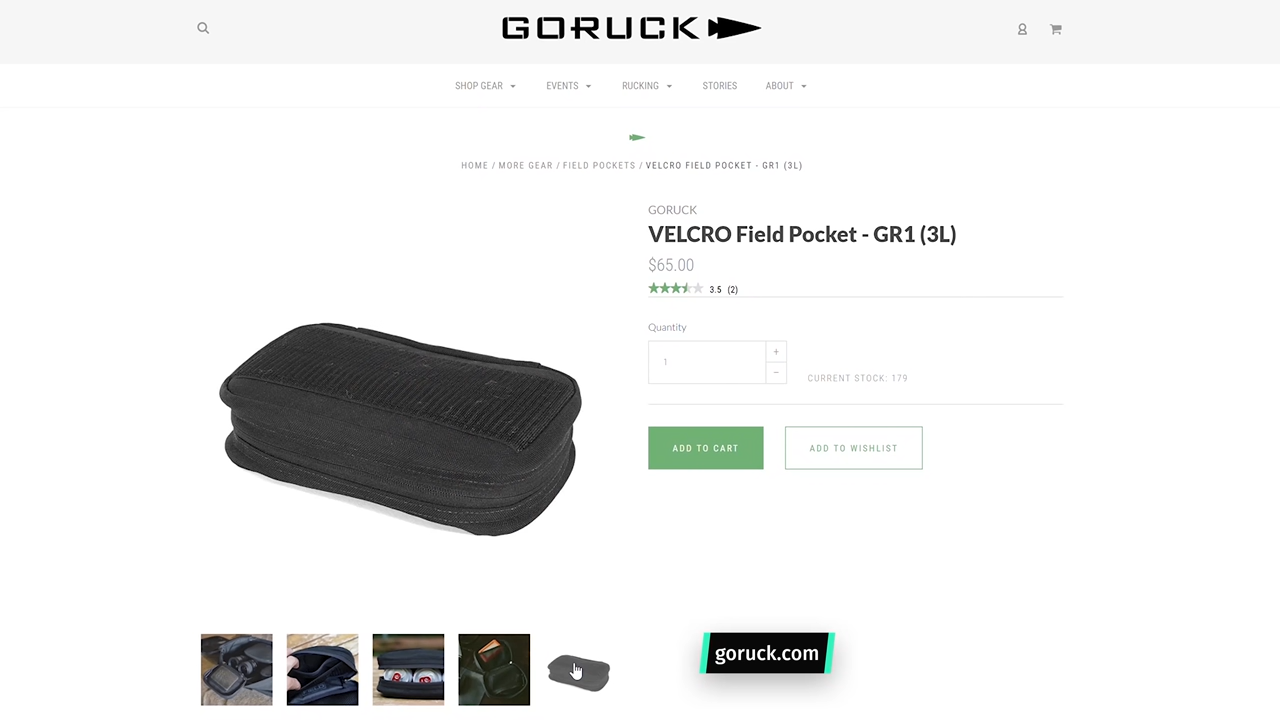 GORUCK
SHOP GEAR EVENTS RUCKING STORIES ABOUT
HOME / MORE GEAR / FIELD POCKETS / VELCRO FIELD POCKET - GR1 (3L)
GORUCK
VELCRO Field Pocket - GR1 (3L)
$65.00
3.5 (2)
Quantity
1
+
−
CURRENT STOCK: 179
ADD TO CART
ADD TO WISHLIST
goruck.com